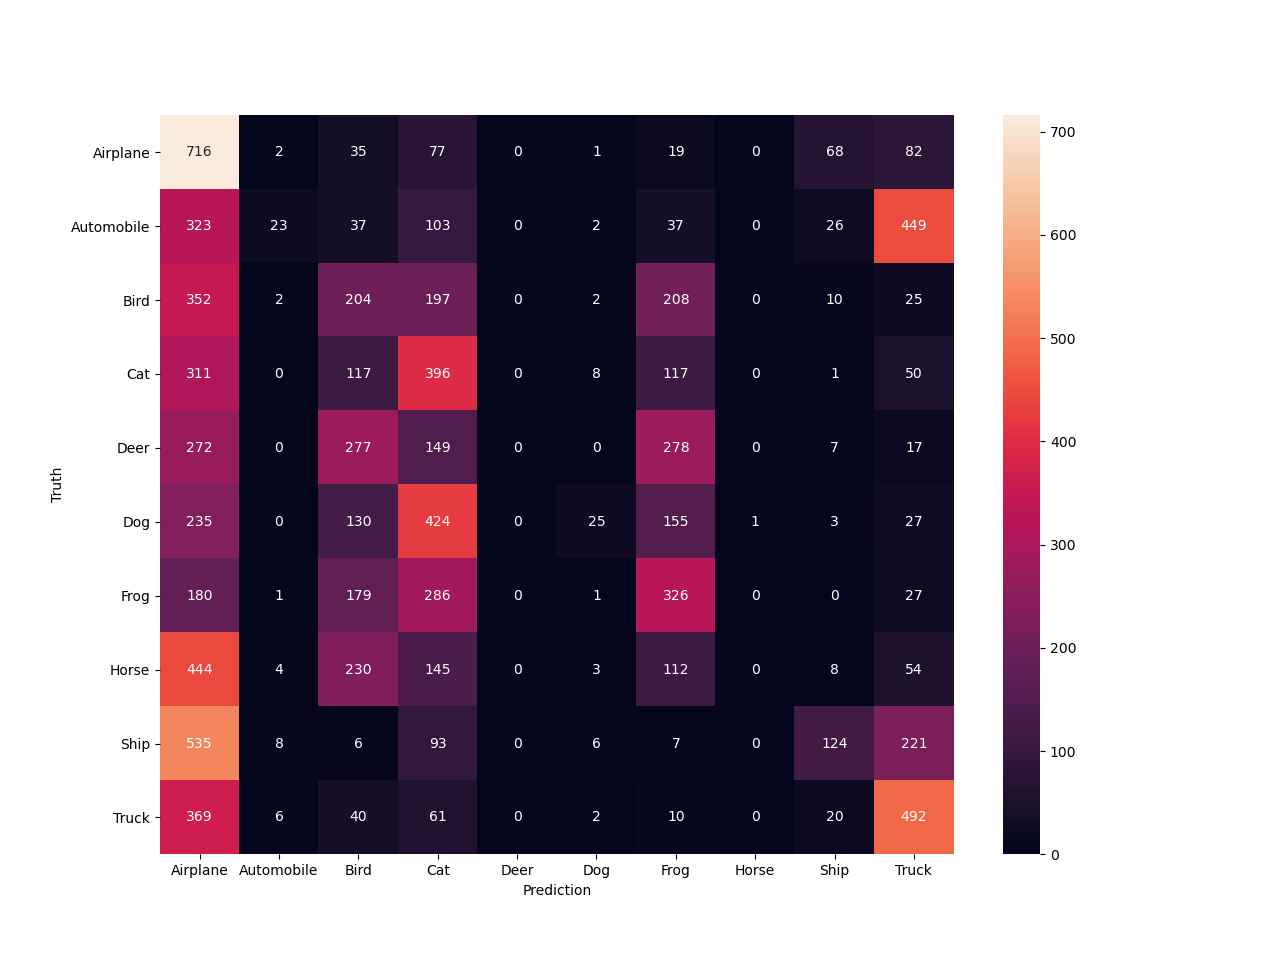 Airplane 716 2 35 77 0 1 19 0 68 82
Automobile 323 23 37 103 0 2 37 0 26 449
Bird 352 2 204 197 0 2 208 0 10 25
Cat 311 0 117 396 0 8 117 0 1 50
Deer 272 0 277 149 0 0 278 0 7 17
Dog 235 0 130 424 0 25 155 1 3 27
Frog 180 1 179 286 0 1 326 0 0 27
Horse 444 4 230 145 0 3 112 0 8 54
Ship 535 8 6 93 0 6 7 0 124 221
Truck 369 6 40 61 0 2 10 0 20 492
Airplane Automobile Bird Cat Deer Dog Frog Horse Ship Truck
Prediction
Truth
700
600
500
400
300
200
100
0